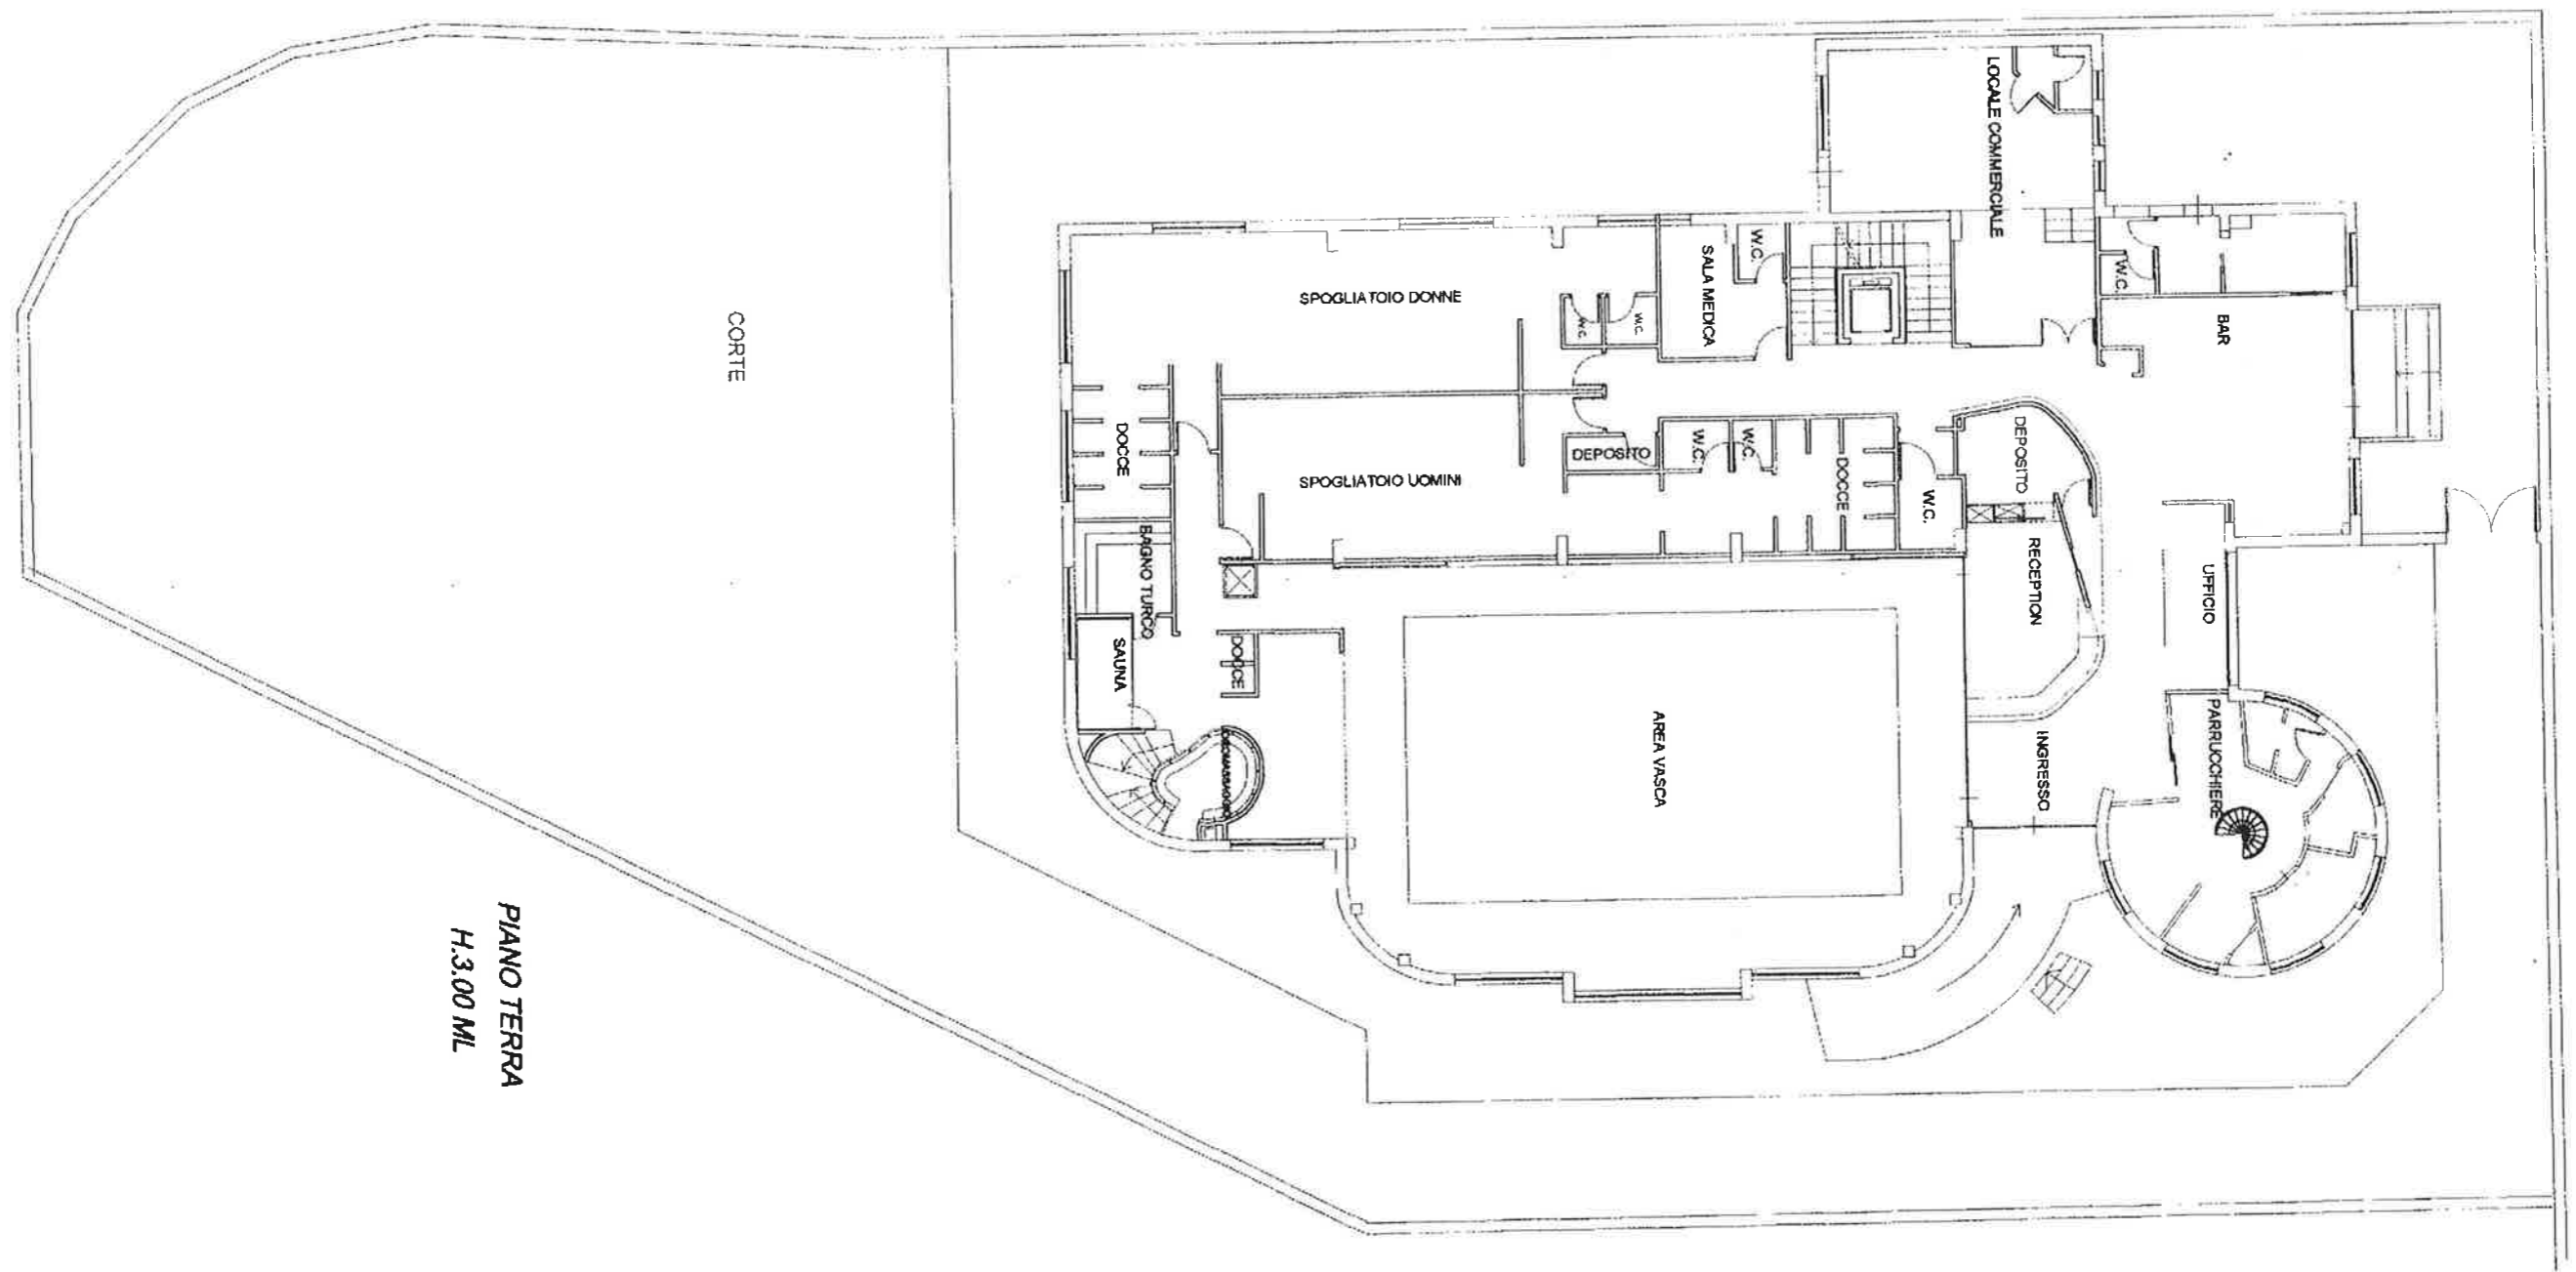 LOCALE COMMERCIALE
W.C.
BAR
W.C.
SALA MEDICA
SPOGLIATOIO DONNE
W.C.
W.C.
CORTE
DOCCE
SPOGLIATOIO UOMINI
DEPOSITO
W.C.
W.C.
DOCCE
W.C.
DEPOSITO
RECEPTION
UFFICIO
BAGNO TURCO
SAUNA
DOCCE
IDROMASSAGGIO
AREA VASCA
INGRESSO
PARRUCCHIERE
PIANO TERRA
H.3.00 ML